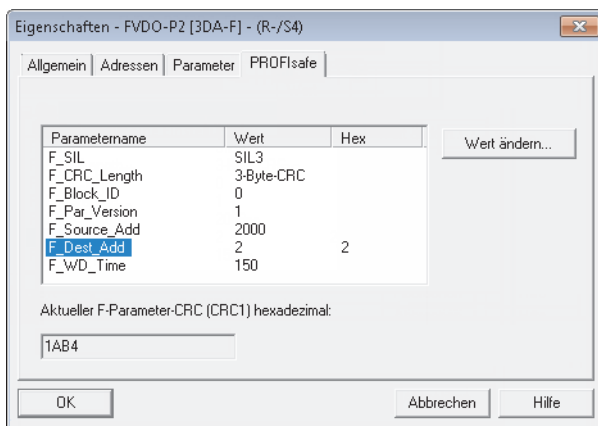 Eigenschaften - FVDO-P2 [3DA-F] - (R-/S4)
Allgemein Adressen Parameter PROFIsafe
Parametername Wert Hex
Wert ändern...
F_SIL SIL3
F_CRC_Length 3-Byte-CRC
F_Block_ID 0
F_Par_Version 1
F_Source_Add 2000
F_Dest_Add 2 2
F_WD_Time 150
Aktueller F-Parameter-CRC (CRC1) hexadezimal:
1AB4
OK Abbrechen Hilfe